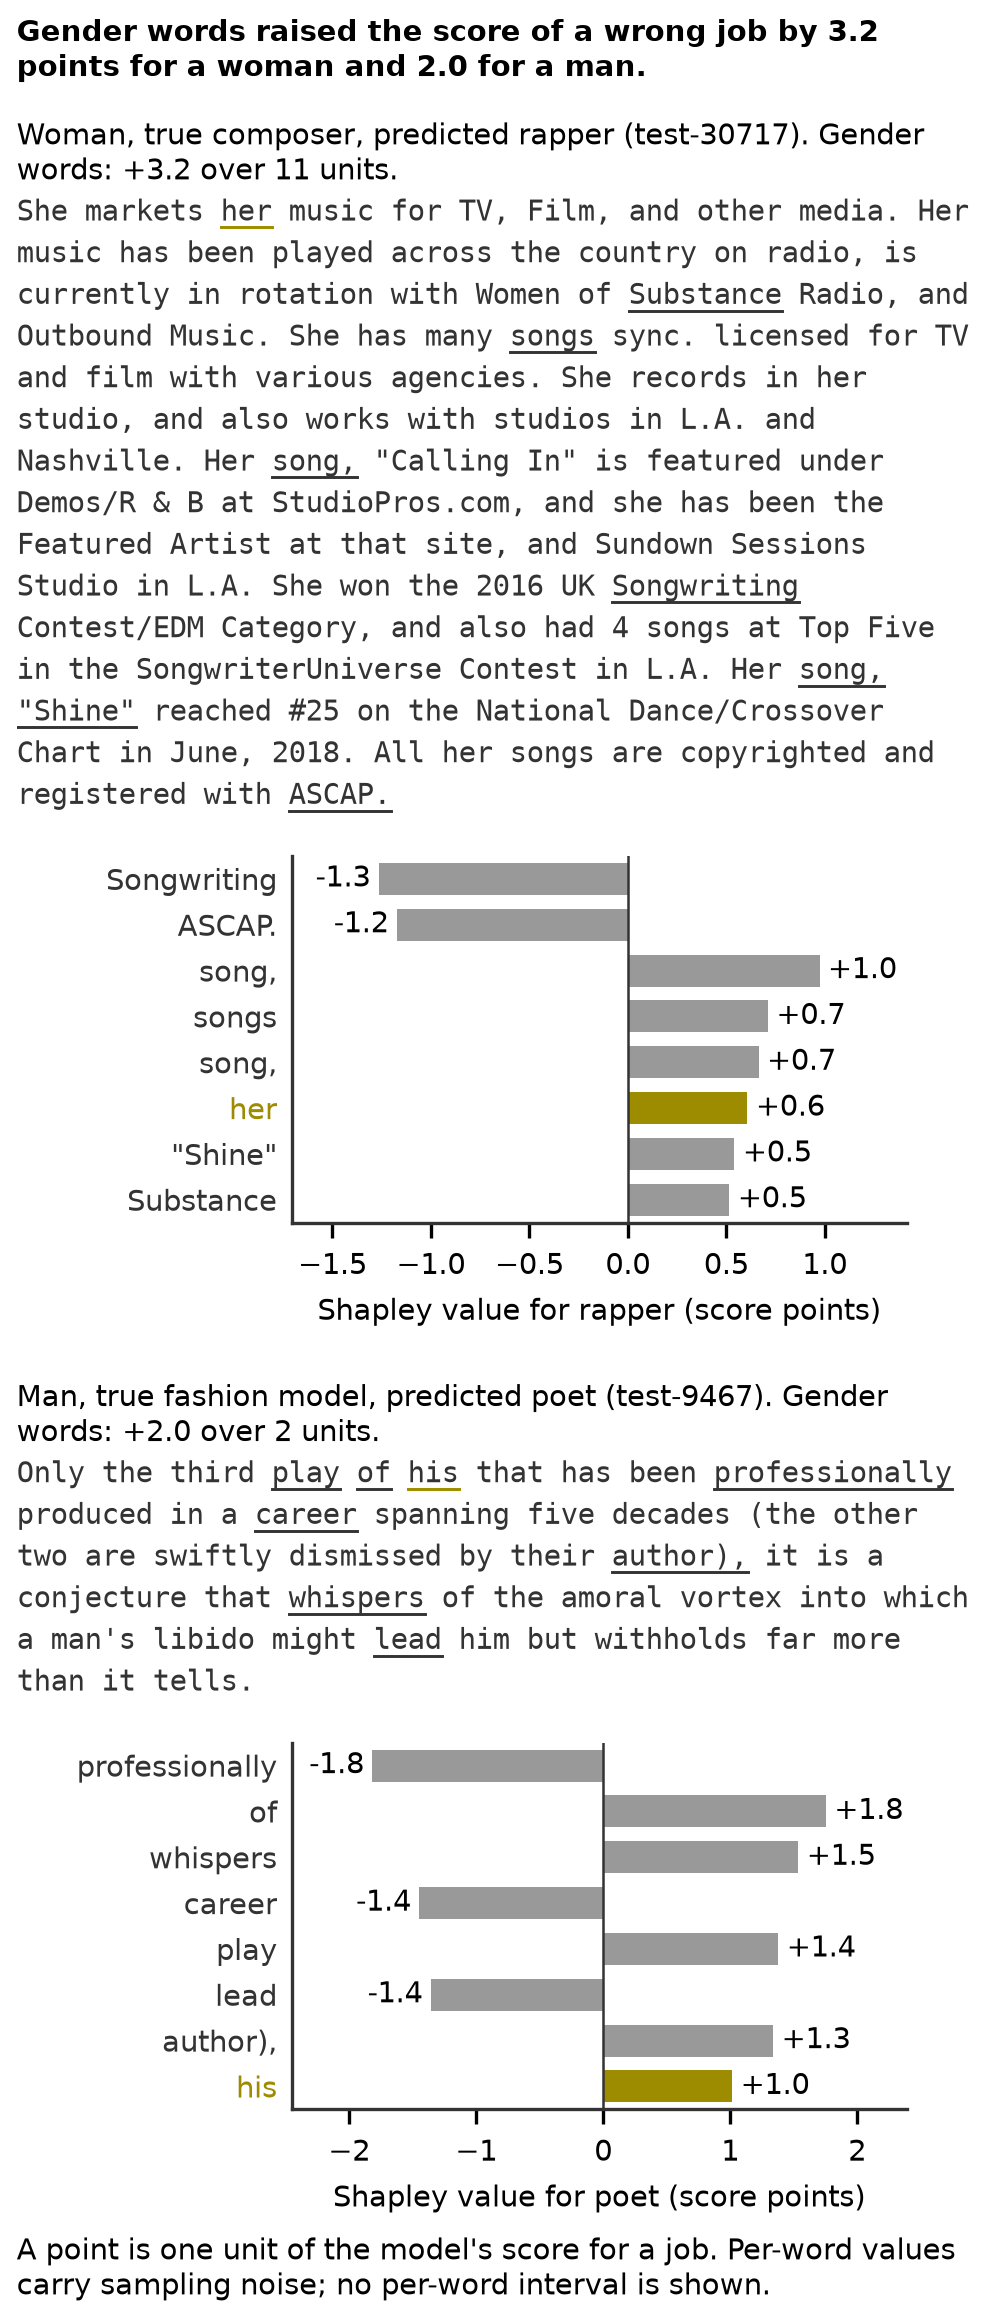 Gender words raised the score of a wrong job by 3.2
points for a woman and 2.0 for a man.
Woman, true composer, predicted rapper (test-30717). Gender
words: +3.2 over 11 units.
She markets her music for TV, Film, and other media. Her
music has been played across the country on radio, is
currently in rotation with Women of Substance Radio, and
Outbound Music. She has many songs sync. licensed for TV
and film with various agencies. She records in her
studio, and also works with studios in L.A. and
Nashville. Her song, "Calling In" is featured under
Demos/R & B at StudioPros.com, and she has been the
Featured Artist at that site, and Sundown Sessions
Studio in L.A. She won the 2016 UK Songwriting
Contest/EDM Category, and also had 4 songs at Top Five
in the SongwriterUniverse Contest in L.A. Her song,
"Shine" reached #25 on the National Dance/Crossover
Chart in June, 2018. All her songs are copyrighted and
registered with ASCAP.
Songwriting -1.3
ASCAP. -1.2
song, +1.0
songs +0.7
song, +0.7
her +0.6
"Shine" +0.5
Substance +0.5
−1.5 −1.0 −0.5 0.0 0.5 1.0
Shapley value for rapper (score points)
Man, true fashion model, predicted poet (test-9467). Gender
words: +2.0 over 2 units.
Only the third play of his that has been professionally
produced in a career spanning five decades (the other
two are swiftly dismissed by their author), it is a
conjecture that whispers of the amoral vortex into which
a man's libido might lead him but withholds far more
than it tells.
professionally -1.8
of +1.8
whispers +1.5
career -1.4
play +1.4
lead -1.4
author), +1.3
his +1.0
−2 −1 0 1 2
Shapley value for poet (score points)
A point is one unit of the model's score for a job. Per-word values
carry sampling noise; no per-word interval is shown.